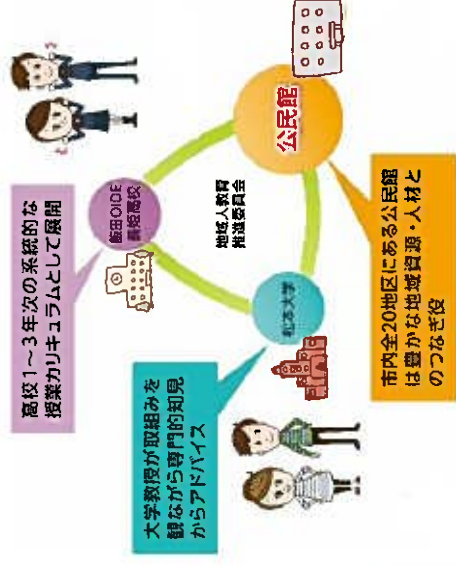 高校1～3年次の系統的な
授業カリキュラムとして展開
飯田OIDE
長姫高校
地域人教育
推進委員会
公民館
松本大学
大学教授が取組みを
観ながら専門的知見
からアドバイス
市内全20地区にある公民館
は豊かな地域資源・人材と
のつなぎ役